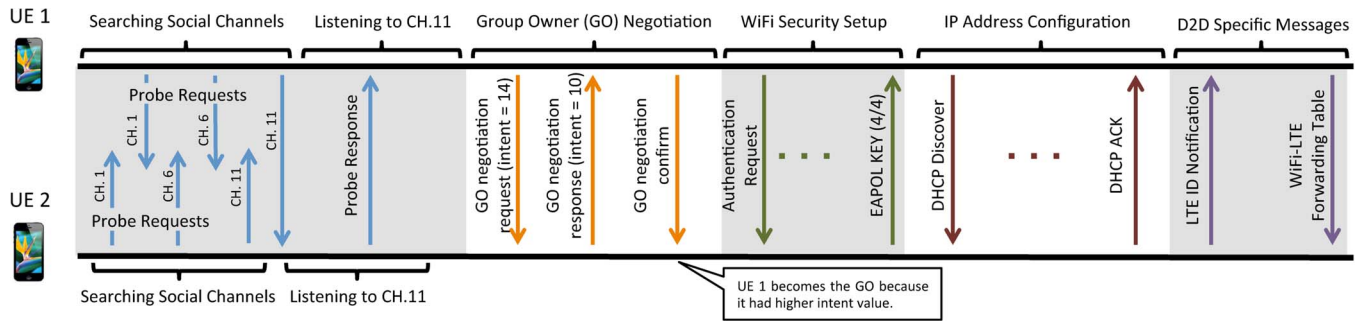 UE 1
Searching Social Channels
Listening to CH.11
Group Owner (GO) Negotiation
WiFi Security Setup
IP Address Configuration
D2D Specific Messages
Probe Requests
CH. 1
CH. 1
CH. 6
CH. 6
CH. 11
CH. 11
Probe Requests
Probe Response
GO negotiation
request (intent = 14)
GO negotiation
response (intent = 10)
GO negotiation
confirm
Authentication
Request
EAPOL KEY (4/4)
DHCP Discover
DHCP ACK
LTE ID Notification
WiFi-LTE
Forwarding Table
UE 2
Searching Social Channels
Listening to CH.11
UE 1 becomes the GO because
it had higher intent value.